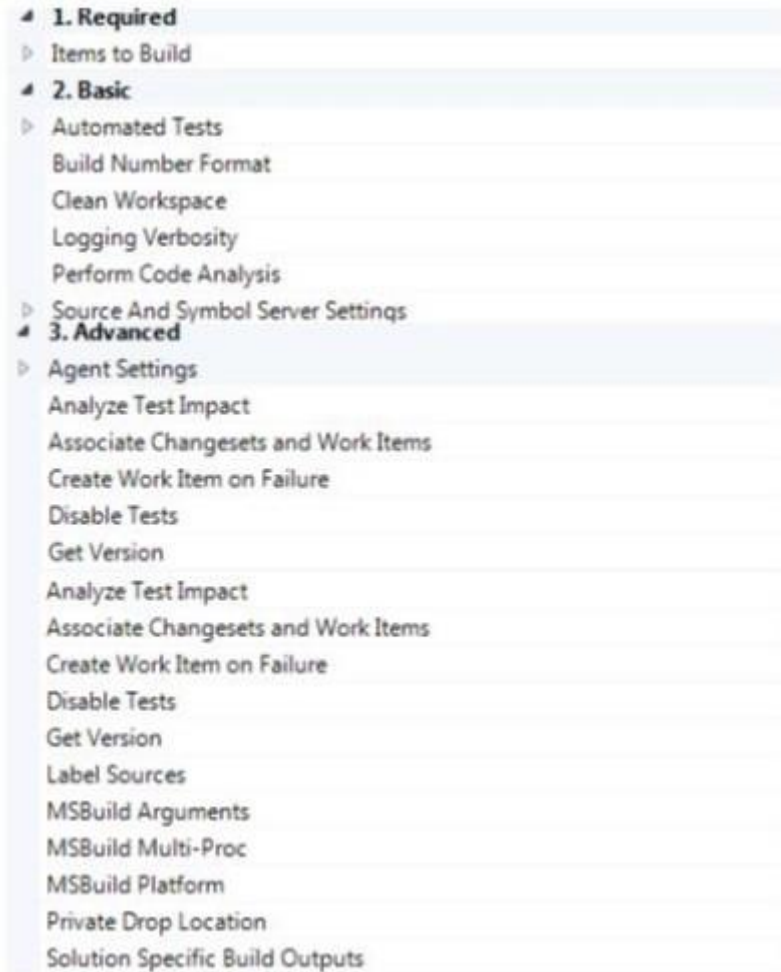 1. Required
Items to Build
2. Basic
Automated Tests
Build Number Format
Clean Workspace
Logging Verbosity
Perform Code Analysis
Source And Symbol Server Settings
3. Advanced
Agent Settings
Analyze Test Impact
Associate Changesets and Work Items
Create Work Item on Failure
Disable Tests
Get Version
Analyze Test Impact
Associate Changesets and Work Items
Create Work Item on Failure
Disable Tests
Get Version
Label Sources
MSBuild Arguments
MSBuild Multi-Proc
MSBuild Platform
Private Drop Location
Solution Specific Build Outputs